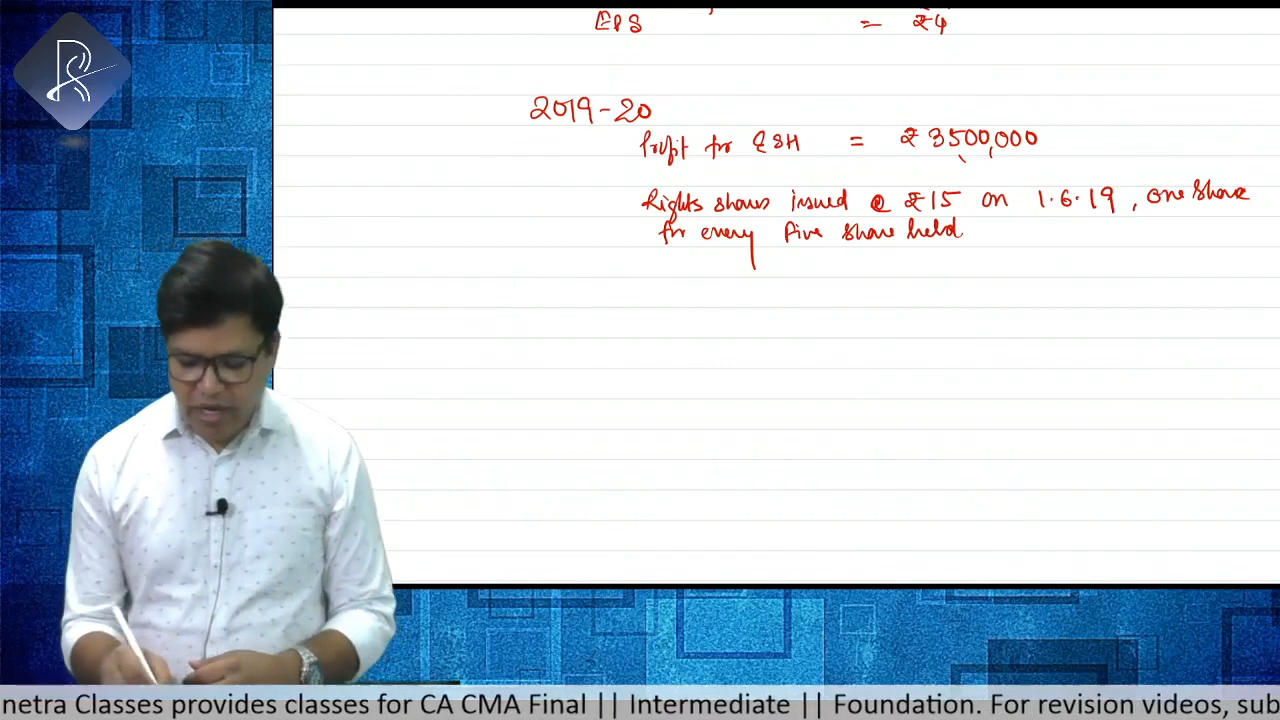 EPS = ₹4
2019-20
Profit for ESH = ₹3500,000
Rights shares issued @ ₹15 on 1.6.19, one share
for every five share held
netra Classes provides classes for CA CMA Final || Intermediate || Foundation. For revision videos, sub